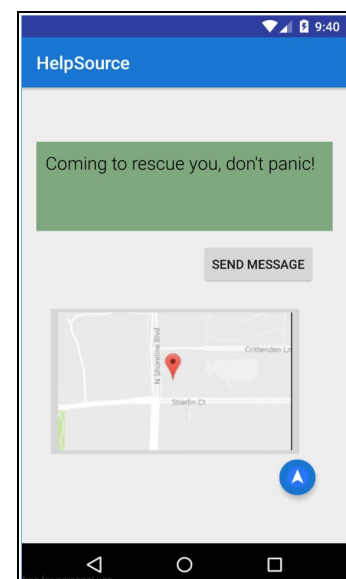 9:40
HelpSource
Coming to rescue you, don't panic!
SEND MESSAGE
N Shoreline Blvd
Crittenden Ln
Stierlin Ct